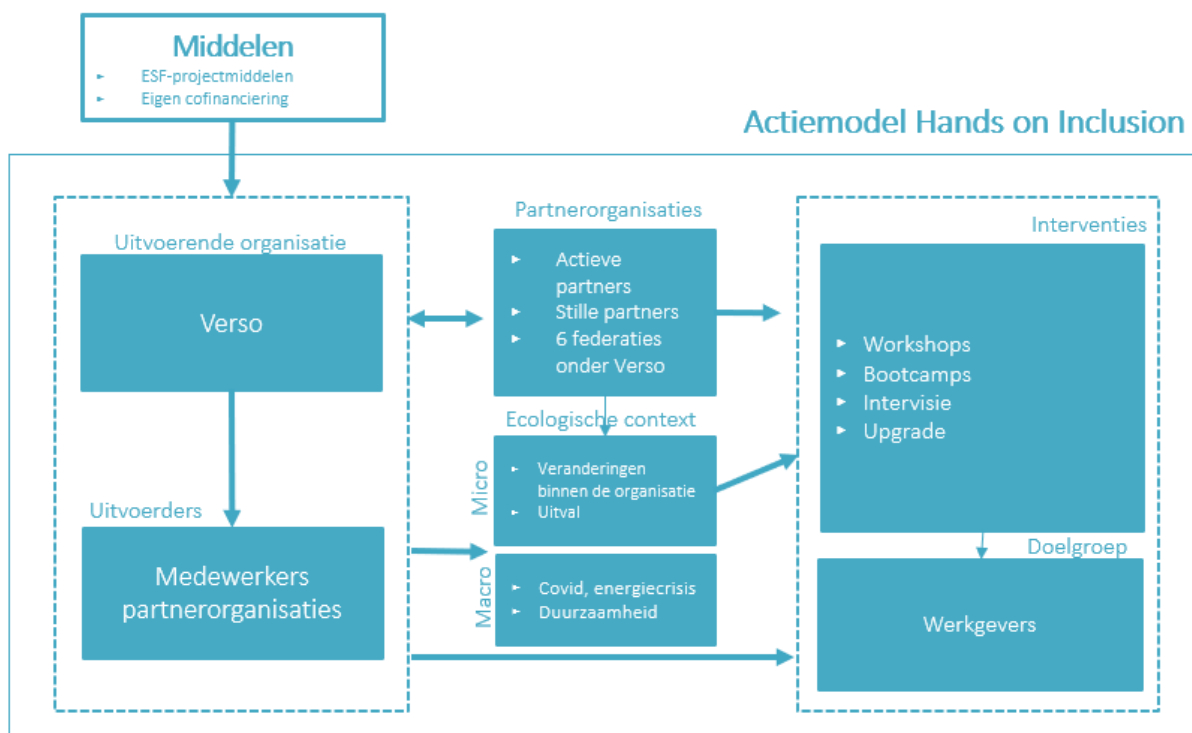 Middelen
► ESF-projectmiddelen
► Eigen cofinanciering
Actiemodel Hands on Inclusion
Uitvoerende organisatie
Verso
Uitvoerders
Medewerkers
partnerorganisaties
Partnerorganisaties
► Actieve
partners
► Stille partners
► 6 federaties
onder Verso
Ecologische context
Micro
► Veranderingen
binnen de organisatie
► Uitval
Macro
► Covid, energiecrisis
► Duurzaamheid
Interventies
► Workshops
► Bootcamps
► Intervisie
► Upgrade
Doelgroep
Werkgevers